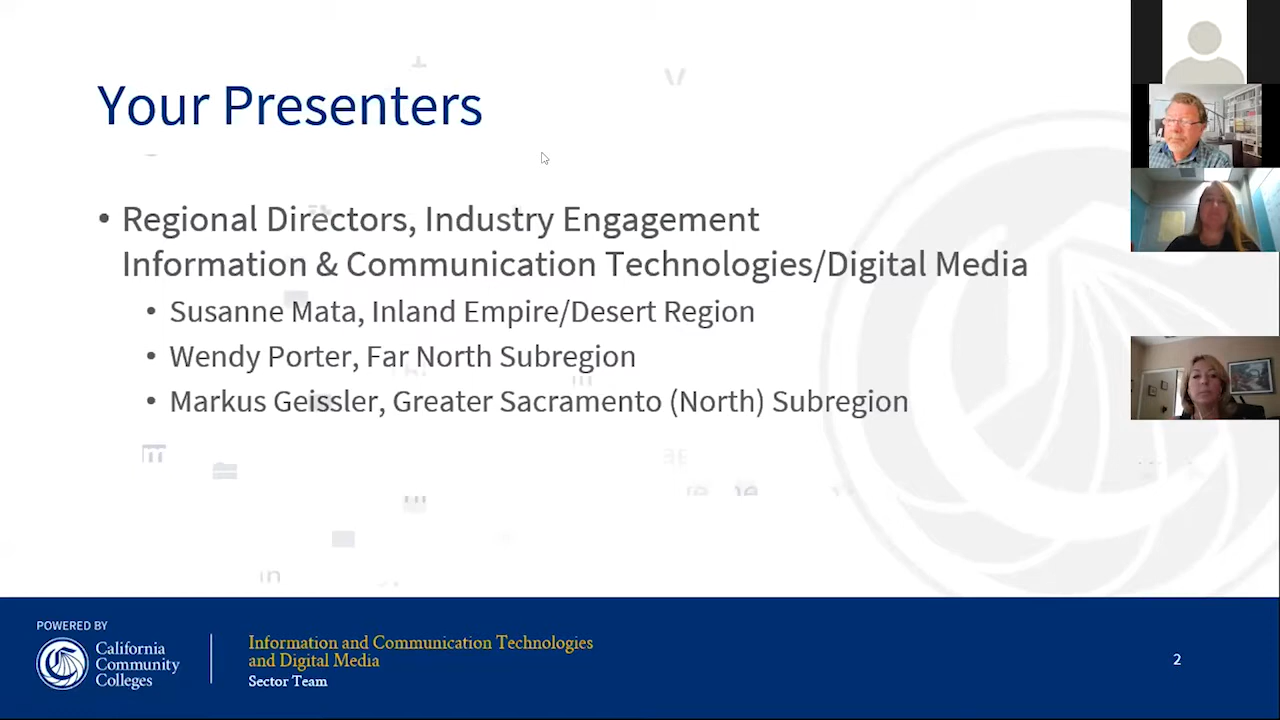 Your Presenters
• Regional Directors, Industry Engagement
Information & Communication Technologies/Digital Media
• Susanne Mata, Inland Empire/Desert Region
• Wendy Porter, Far North Subregion
• Markus Geissler, Greater Sacramento (North) Subregion
POWERED BY
California
Community
Colleges
Information and Communication Technologies
and Digital Media
Sector Team
2